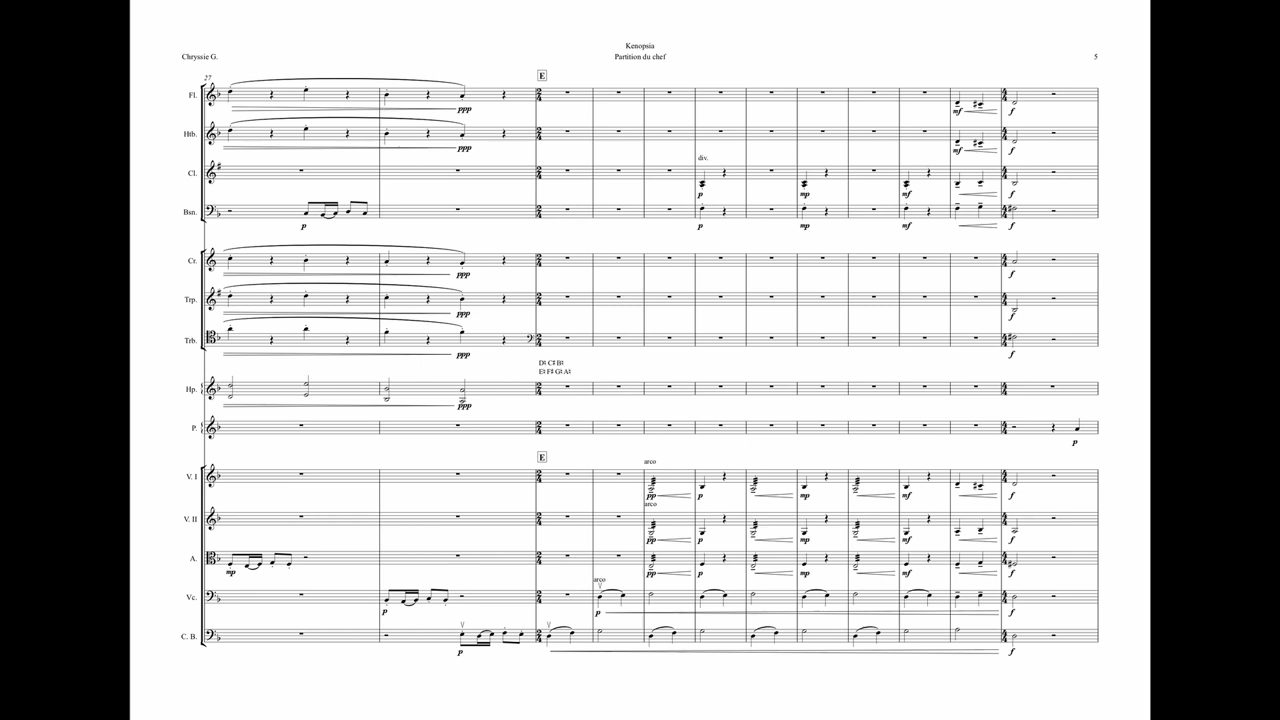 Kenopsia
Chryssie G.
Partition du chef
5
27
E
Fl.
ppp
mf
f
Htb.
ppp
mf
f
div.
Cl.
p
mp
mf
f
Bsn.
p
p
mp
mf
f
Cr.
ppp
f
Trp.
ppp
f
Trb.
ppp
f
D♮ C♯ B♮
E♮ F♯ G♮ A♮
Hp.
ppp
P.
p
E
arco
V. I
pp
p
mp
mf
f
arco
V. II
pp
p
mp
mf
f
A.
mp
pp
p
mp
mf
f
arco
Vc.
p
p
f
C. B.
p
f